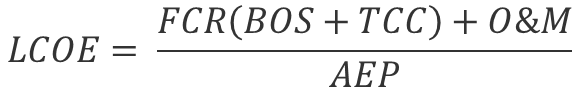 LCOE = FCR(BOS + TCC) + O&M
AEP